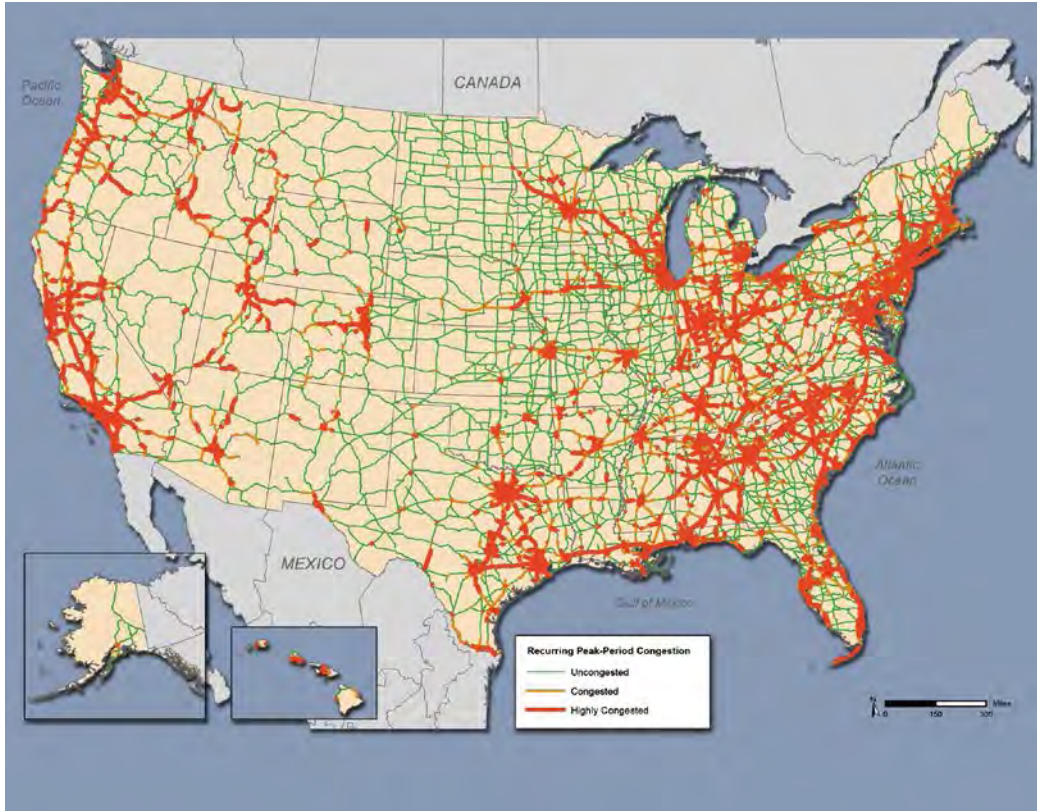 CANADA
Pacific
Ocean
Atlantic
Ocean
MEXICO
Gulf of Mexico
Recurring Peak-Period Congestion
Uncongested
Congested
Highly Congested
N
Miles
0 150 300